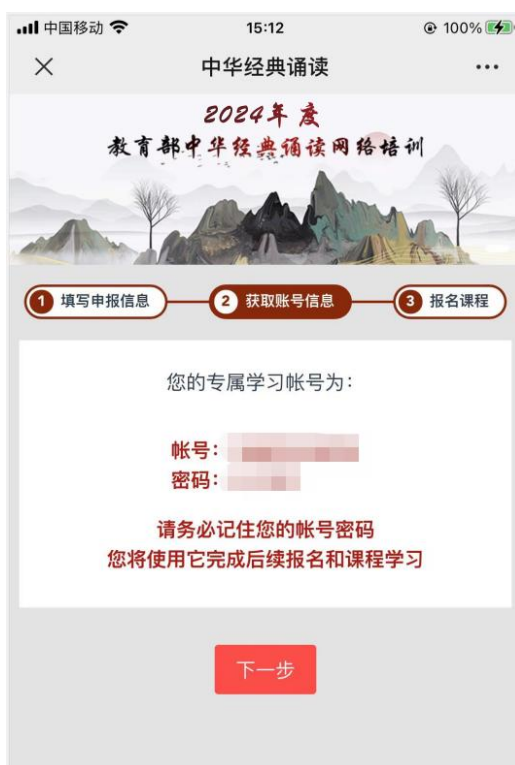 中国移动 15:12 100%
中华经典诵读
2024年度
教育部中华经典诵读网络培训
1 填写申报信息 2 获取账号信息 3 报名课程
您的专属学习帐号为：
帐号：
密码：
请务必记住您的帐号密码
您将使用它完成后续报名和课程学习
下一步